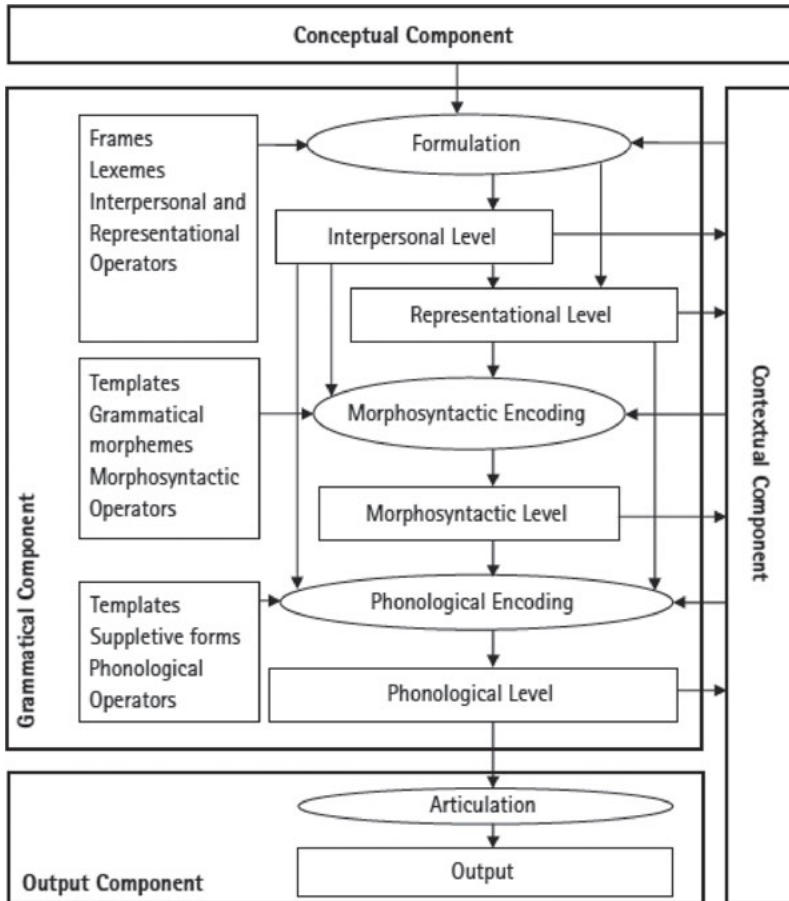 Conceptual Component
Frames
Lexemes
Interpersonal and
Representational
Operators
Formulation
Interpersonal Level
Representational Level
Templates
Grammatical
morphemes
Morphosyntactic
Operators
Morphosyntactic Encoding
Morphosyntactic Level
Templates
Suppletive forms
Phonological
Operators
Phonological Encoding
Phonological Level
Grammatical Component
Contextual Component
Articulation
Output
Output Component